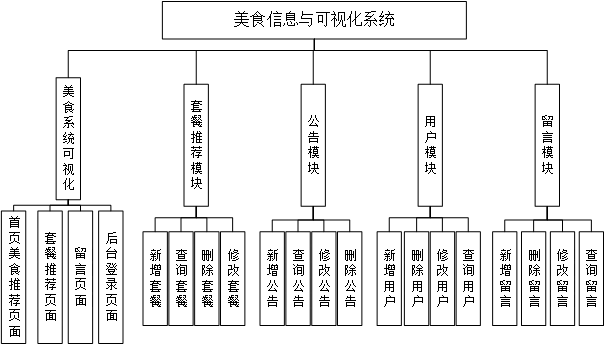 美食信息与可视化系统
美食系统可视化
套餐推荐模块
公告模块
用户模块
留言模块
首页美食推荐页面
套餐推荐页面
留言页面
后台登录页面
新增套餐
查询套餐
删除套餐
修改套餐
新增公告
查询公告
修改公告
删除公告
新增用户
删除用户
修改用户
查询用户
新增留言
删除留言
修改留言
查询留言